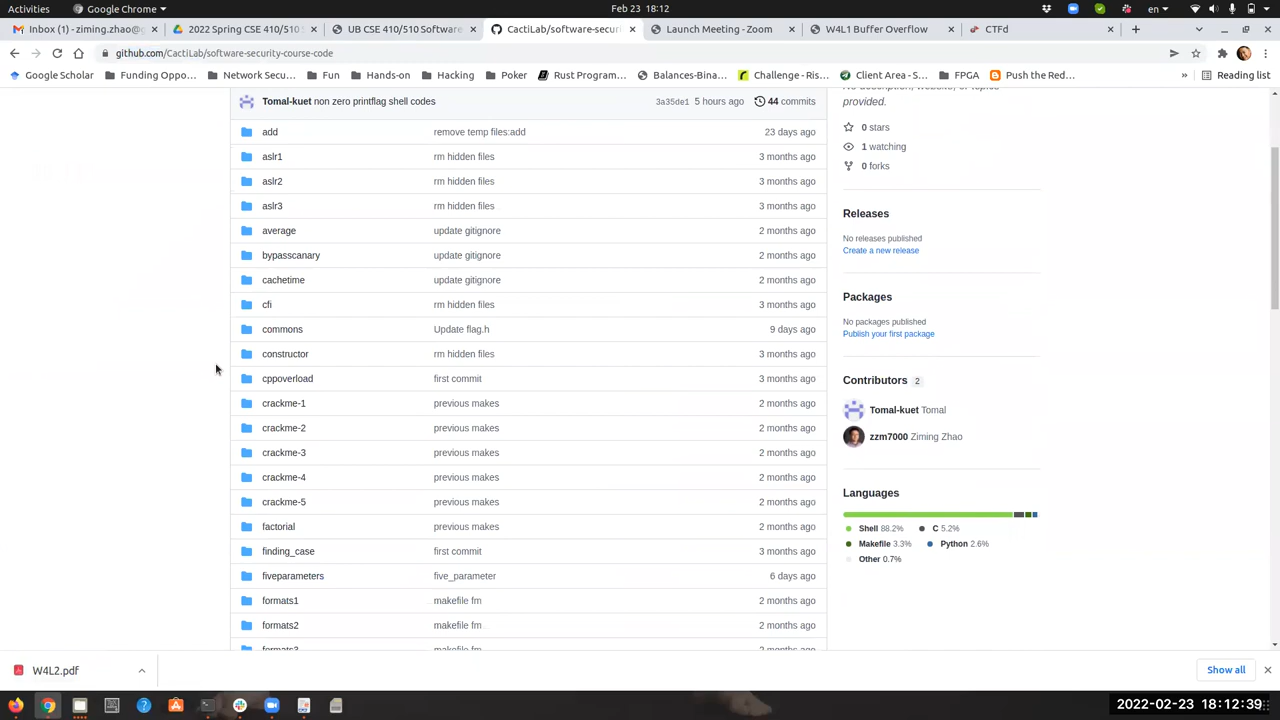 Activities
Google Chrome
Feb 23 18:12
en
Inbox (1) - ziming.zhao@g
2022 Spring CSE 410/510
UB CSE 410/510 Software
CactiLab/software-securi
Launch Meeting - Zoom
W4L1 Buffer Overflow
CTFd
github.com/CactiLab/software-security-course-code
Google Scholar
Funding Oppo...
Network Secu...
Fun
Hands-on
Hacking
Poker
Rust Program...
Balances-Bina...
Challenge - Ris...
Client Area - S...
FPGA
Push the Red...
»
Reading list
provided.
Tomal-kuet non zero printflag shell codes 3a35de1 5 hours ago 44 commits
add remove temp files:add 23 days ago
aslr1 rm hidden files 3 months ago
aslr2 rm hidden files 3 months ago
aslr3 rm hidden files 3 months ago
average update gitignore 2 months ago
bypasscanary update gitignore 2 months ago
cachetime update gitignore 2 months ago
cfi rm hidden files 3 months ago
commons Update flag.h 9 days ago
constructor rm hidden files 3 months ago
cppoverload first commit 3 months ago
crackme-1 previous makes 2 months ago
crackme-2 previous makes 2 months ago
crackme-3 previous makes 2 months ago
crackme-4 previous makes 2 months ago
crackme-5 previous makes 2 months ago
factorial previous makes 2 months ago
finding_case first commit 3 months ago
fiveparameters five_parameter 6 days ago
formats1 makefile fm 2 months ago
formats2 makefile fm 2 months ago
formats3 makefile fm 2 months ago
0 stars
1 watching
0 forks
Releases
No releases published
Create a new release
Packages
No packages published
Publish your first package
Contributors 2
Tomal-kuet Tomal
zzm7000 Ziming Zhao
Languages
Shell 88.2%
C 5.2%
Makefile 3.3%
Python 2.6%
Other 0.7%
W4L2.pdf
Show all
2022-02-23 18:12:39